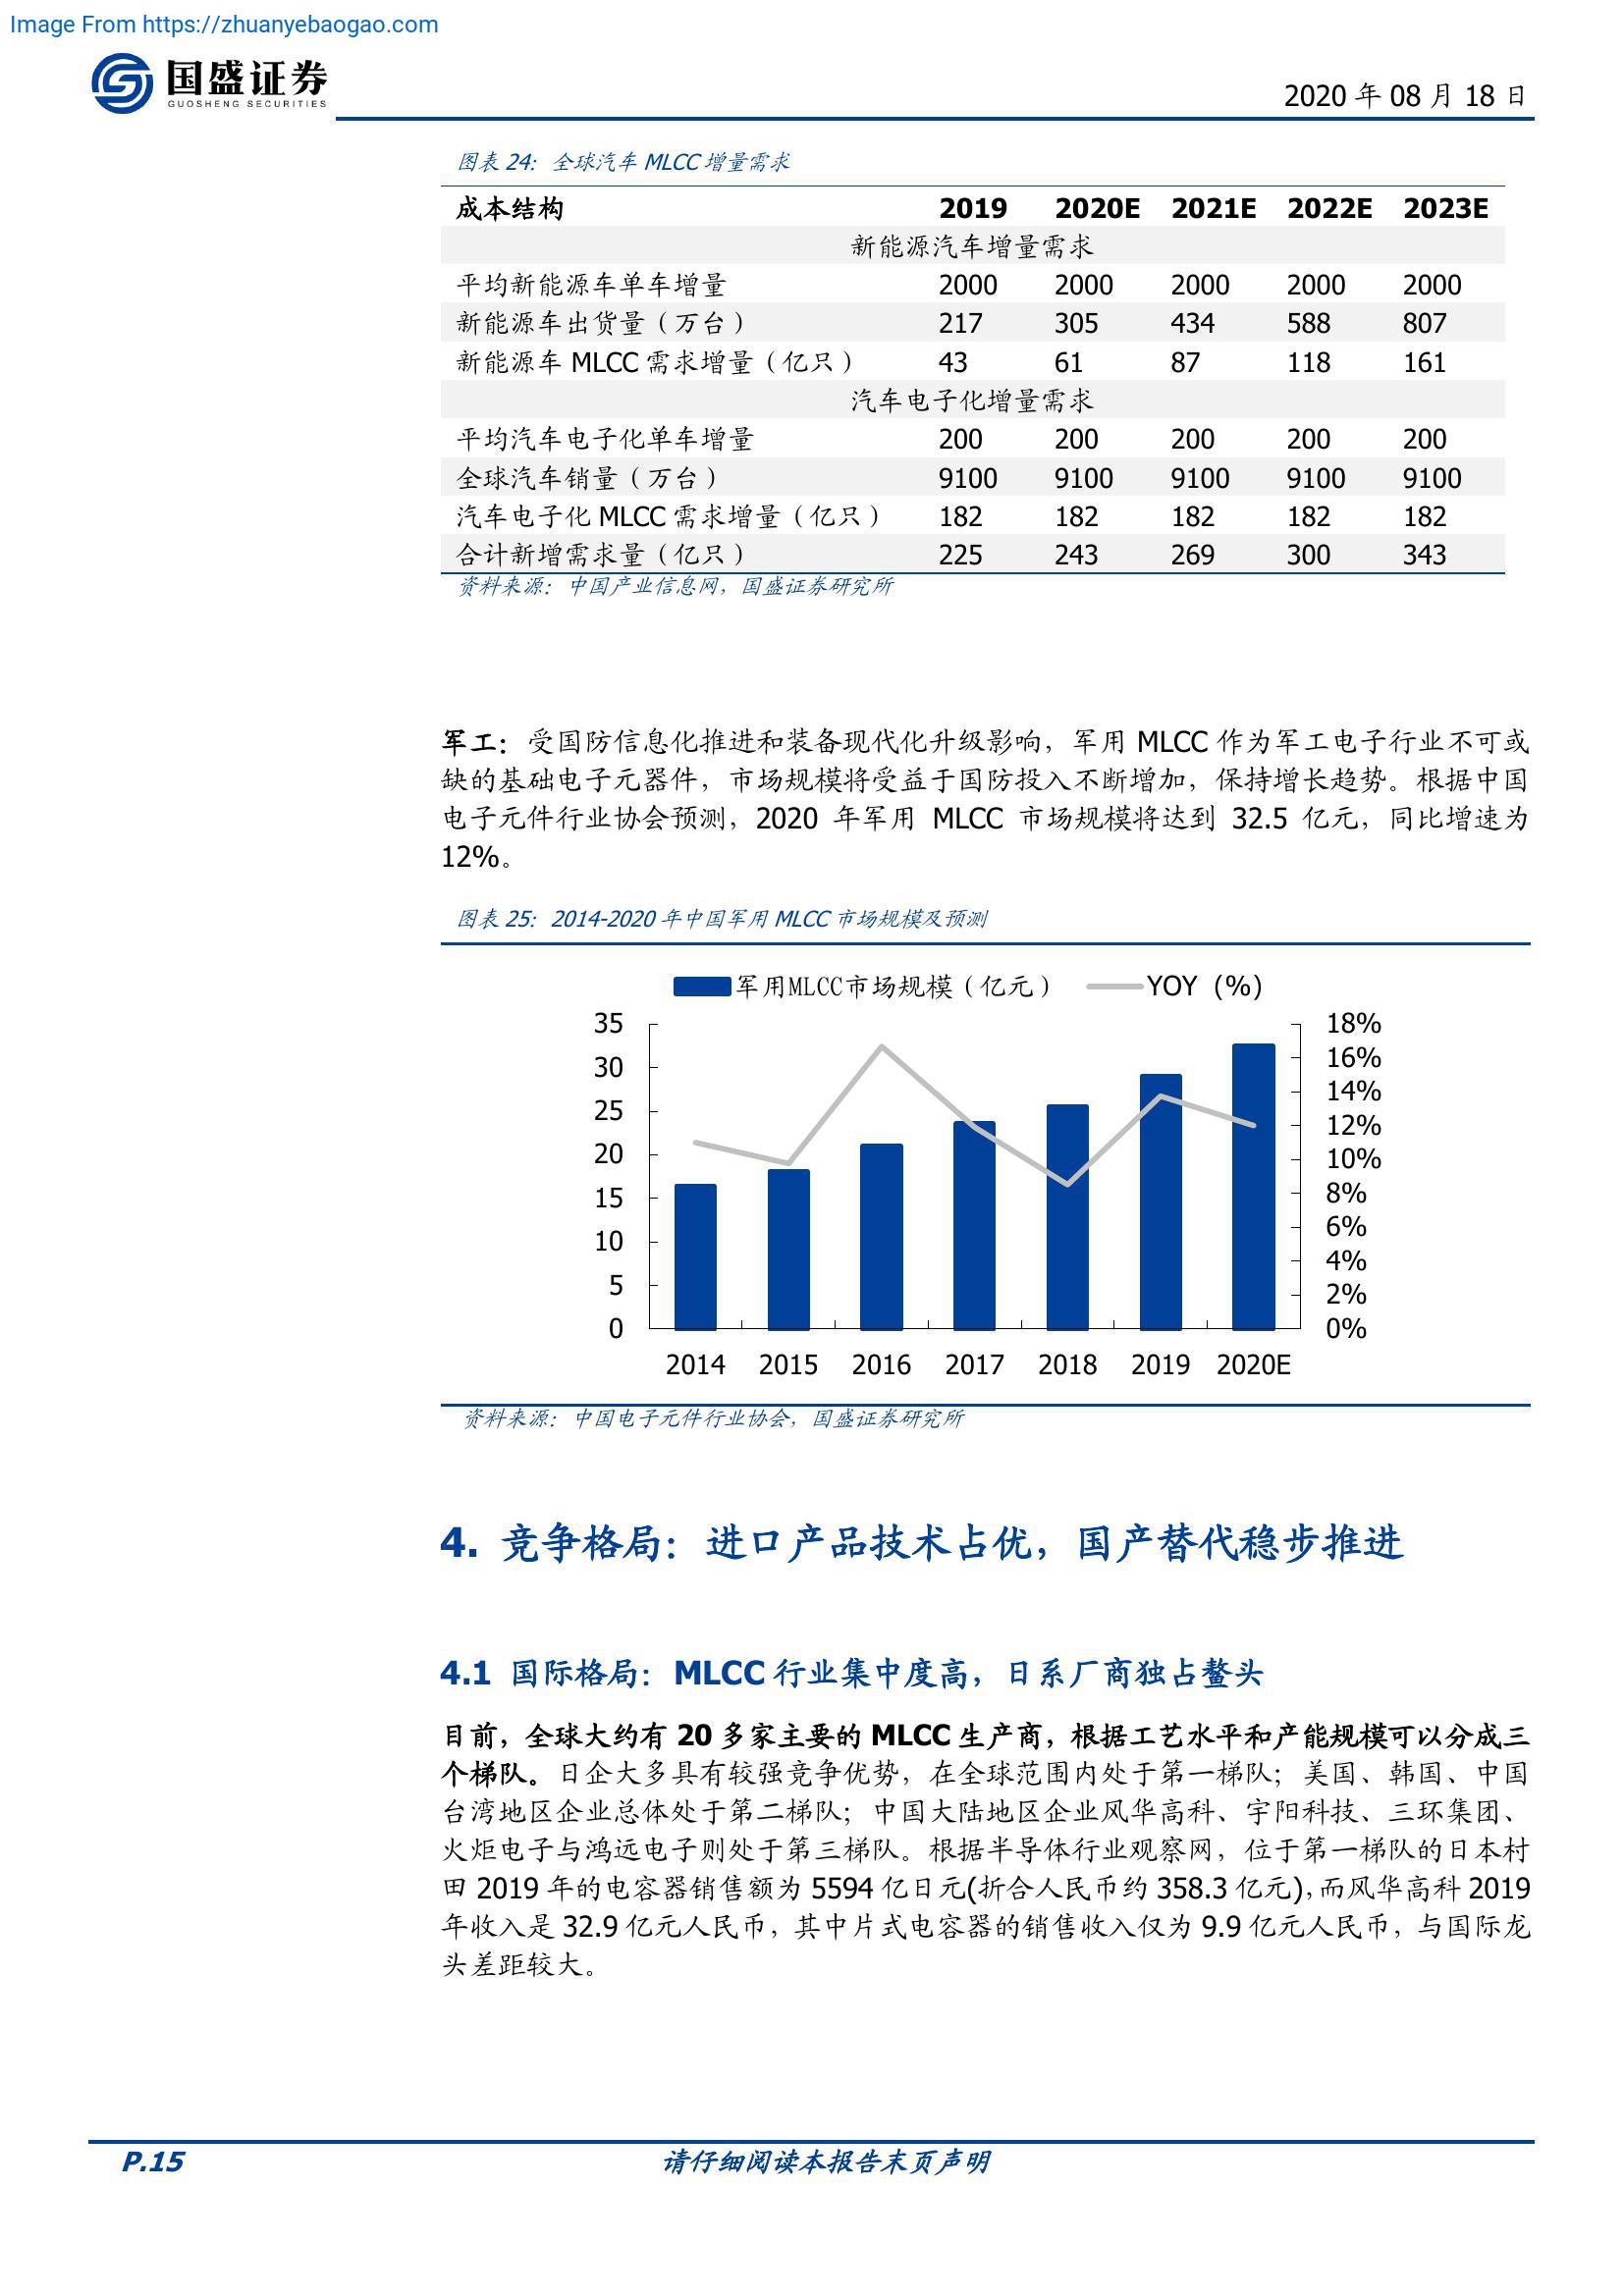 Image From https://zhuanyebaogao.com
国盛证券
GUOSHENG SECURITIES
2020 年 08 月 18 日
图表 24：全球汽车 MLCC 增量需求
成本结构 2019 2020E 2021E 2022E 2023E
新能源汽车增量需求
平均新能源车单车增量 2000 2000 2000 2000 2000
新能源车出货量（万台） 217 305 434 588 807
新能源车 MLCC 需求增量（亿只） 43 61 87 118 161
汽车电子化增量需求
平均汽车电子化单车增量 200 200 200 200 200
全球汽车销量（万台） 9100 9100 9100 9100 9100
汽车电子化 MLCC 需求增量（亿只） 182 182 182 182 182
合计新增需求量（亿只） 225 243 269 300 343
资料来源：中国产业信息网，国盛证券研究所
军工：受国防信息化推进和装备现代化升级影响，军用 MLCC 作为军工电子行业不可或
缺的基础电子元器件，市场规模将受益于国防投入不断增加，保持增长趋势。根据中国
电子元件行业协会预测，2020 年军用 MLCC 市场规模将达到 32.5 亿元，同比增速为
12%。
图表 25：2014-2020 年中国军用 MLCC 市场规模及预测
军用MLCC市场规模（亿元） YOY（%）
35 18%
30 16%
25 14%
20 12%
15 10%
10 8%
5 6%
0 4%
2%
0%
2014 2015 2016 2017 2018 2019 2020E
资料来源：中国电子元件行业协会，国盛证券研究所
4. 竞争格局：进口产品技术占优，国产替代稳步推进
4.1 国际格局：MLCC 行业集中度高，日系厂商独占鳌头
目前，全球大约有 20 多家主要的 MLCC 生产商，根据工艺水平和产能规模可以分成三
个梯队。日企大多具有较强竞争优势，在全球范围内处于第一梯队；美国、韩国、中国
台湾地区企业总体处于第二梯队；中国大陆地区企业风华高科、宇阳科技、三环集团、
火炬电子与鸿远电子则处于第三梯队。根据半导体行业观察网，位于第一梯队的日本村
田 2019 年的电容器销售额为 5594 亿日元(折合人民币约 358.3 亿元)，而风华高科 2019
年收入是 32.9 亿元人民币，其中片式电容器的销售收入仅为 9.9 亿元人民币，与国际龙
头差距较大。
P.15 请仔细阅读本报告末页声明